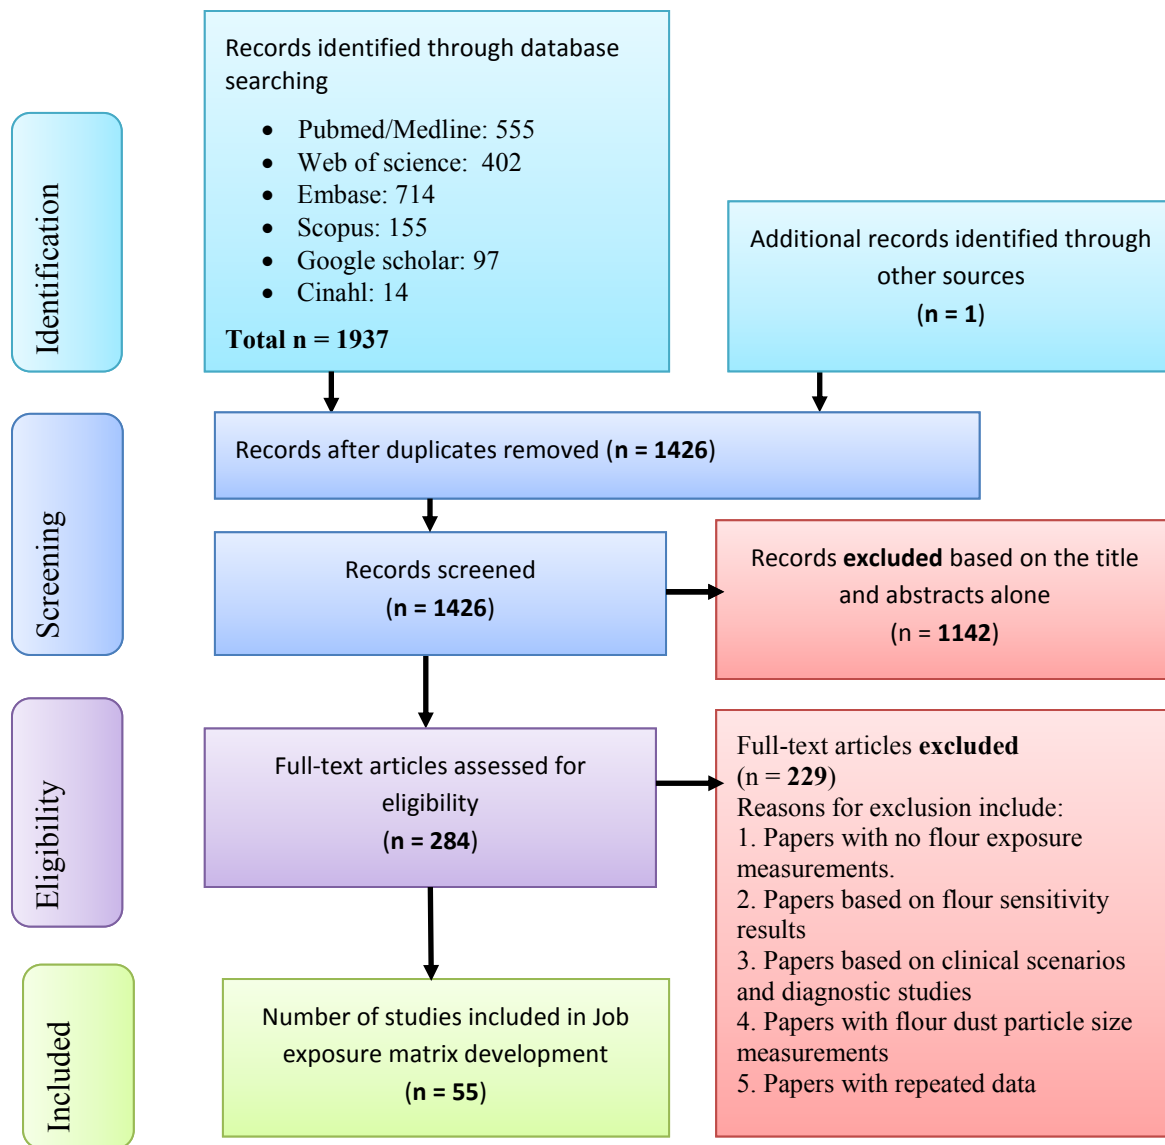 Identification
Records identified through database
searching
• Pubmed/Medline: 555
• Web of science: 402
• Embase: 714
• Scopus: 155
• Google scholar: 97
• Cinahl: 14
Total n = 1937
Additional records identified through
other sources
(n = 1)
Screening
Records after duplicates removed (n = 1426)
Records screened
(n = 1426)
Records excluded based on the title
and abstracts alone
(n = 1142)
Eligibility
Full-text articles assessed for
eligibility
(n = 284)
Full-text articles excluded
(n = 229)
Reasons for exclusion include:
1. Papers with no flour exposure
measurements.
2. Papers based on flour sensitivity
results
3. Papers based on clinical scenarios
and diagnostic studies
4. Papers with flour dust particle size
measurements
5. Papers with repeated data
Included
Number of studies included in Job
exposure matrix development
(n = 55)